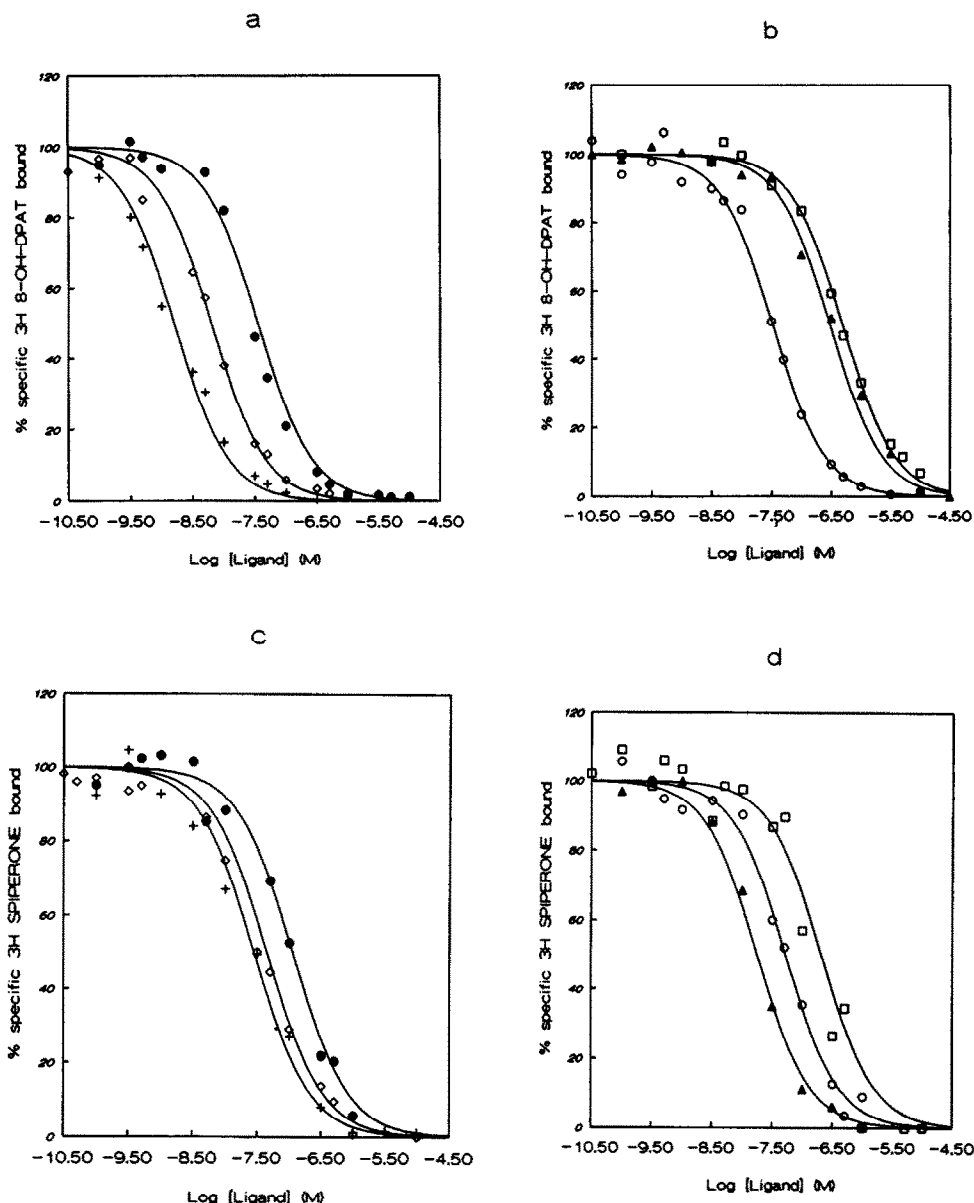 a
120
100
80
60
40
20
0
% specific 3H 8-OH-DPAT bound
-10.50 -9.50 -8.50 -7.50 -6.50 -5.50 -4.50
Log [Ligand] (M)
b
120
100
80
60
40
20
0
% specific 3H 8-OH-DPAT bound
-10.50 -9.50 -8.50 -7.50 -6.50 -5.50 -4.50
Log [Ligand] (M)
c
120
100
80
60
40
20
0
% specific 3H SPIPERONE bound
-10.50 -9.50 -8.50 -7.50 -6.50 -5.50 -4.50
Log [Ligand] (M)
d
120
100
80
60
40
20
0
% specific 3H SPIPERONE bound
-10.50 -9.50 -8.50 -7.50 -6.50 -5.50 -4.50
Log [Ligand] (M)